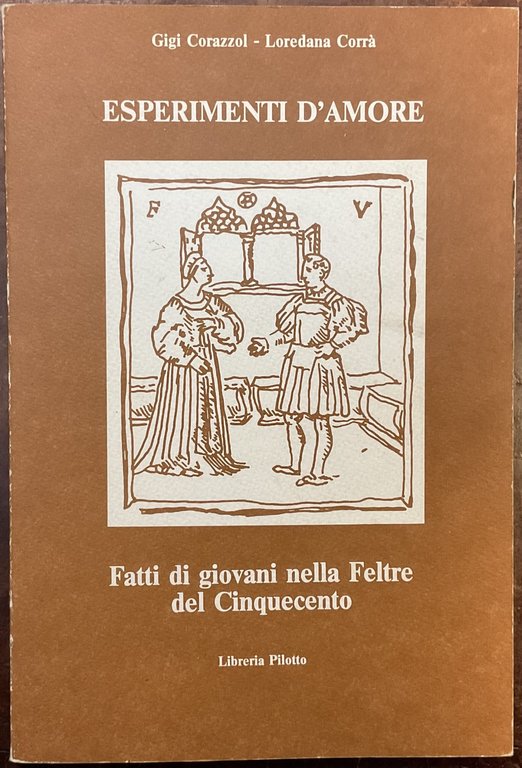 Gigi Corazzol - Loredana Corrà
ESPERIMENTI D'AMORE
F V
Fatti di giovani nella Feltre
del Cinquecento
Libreria Pilotto